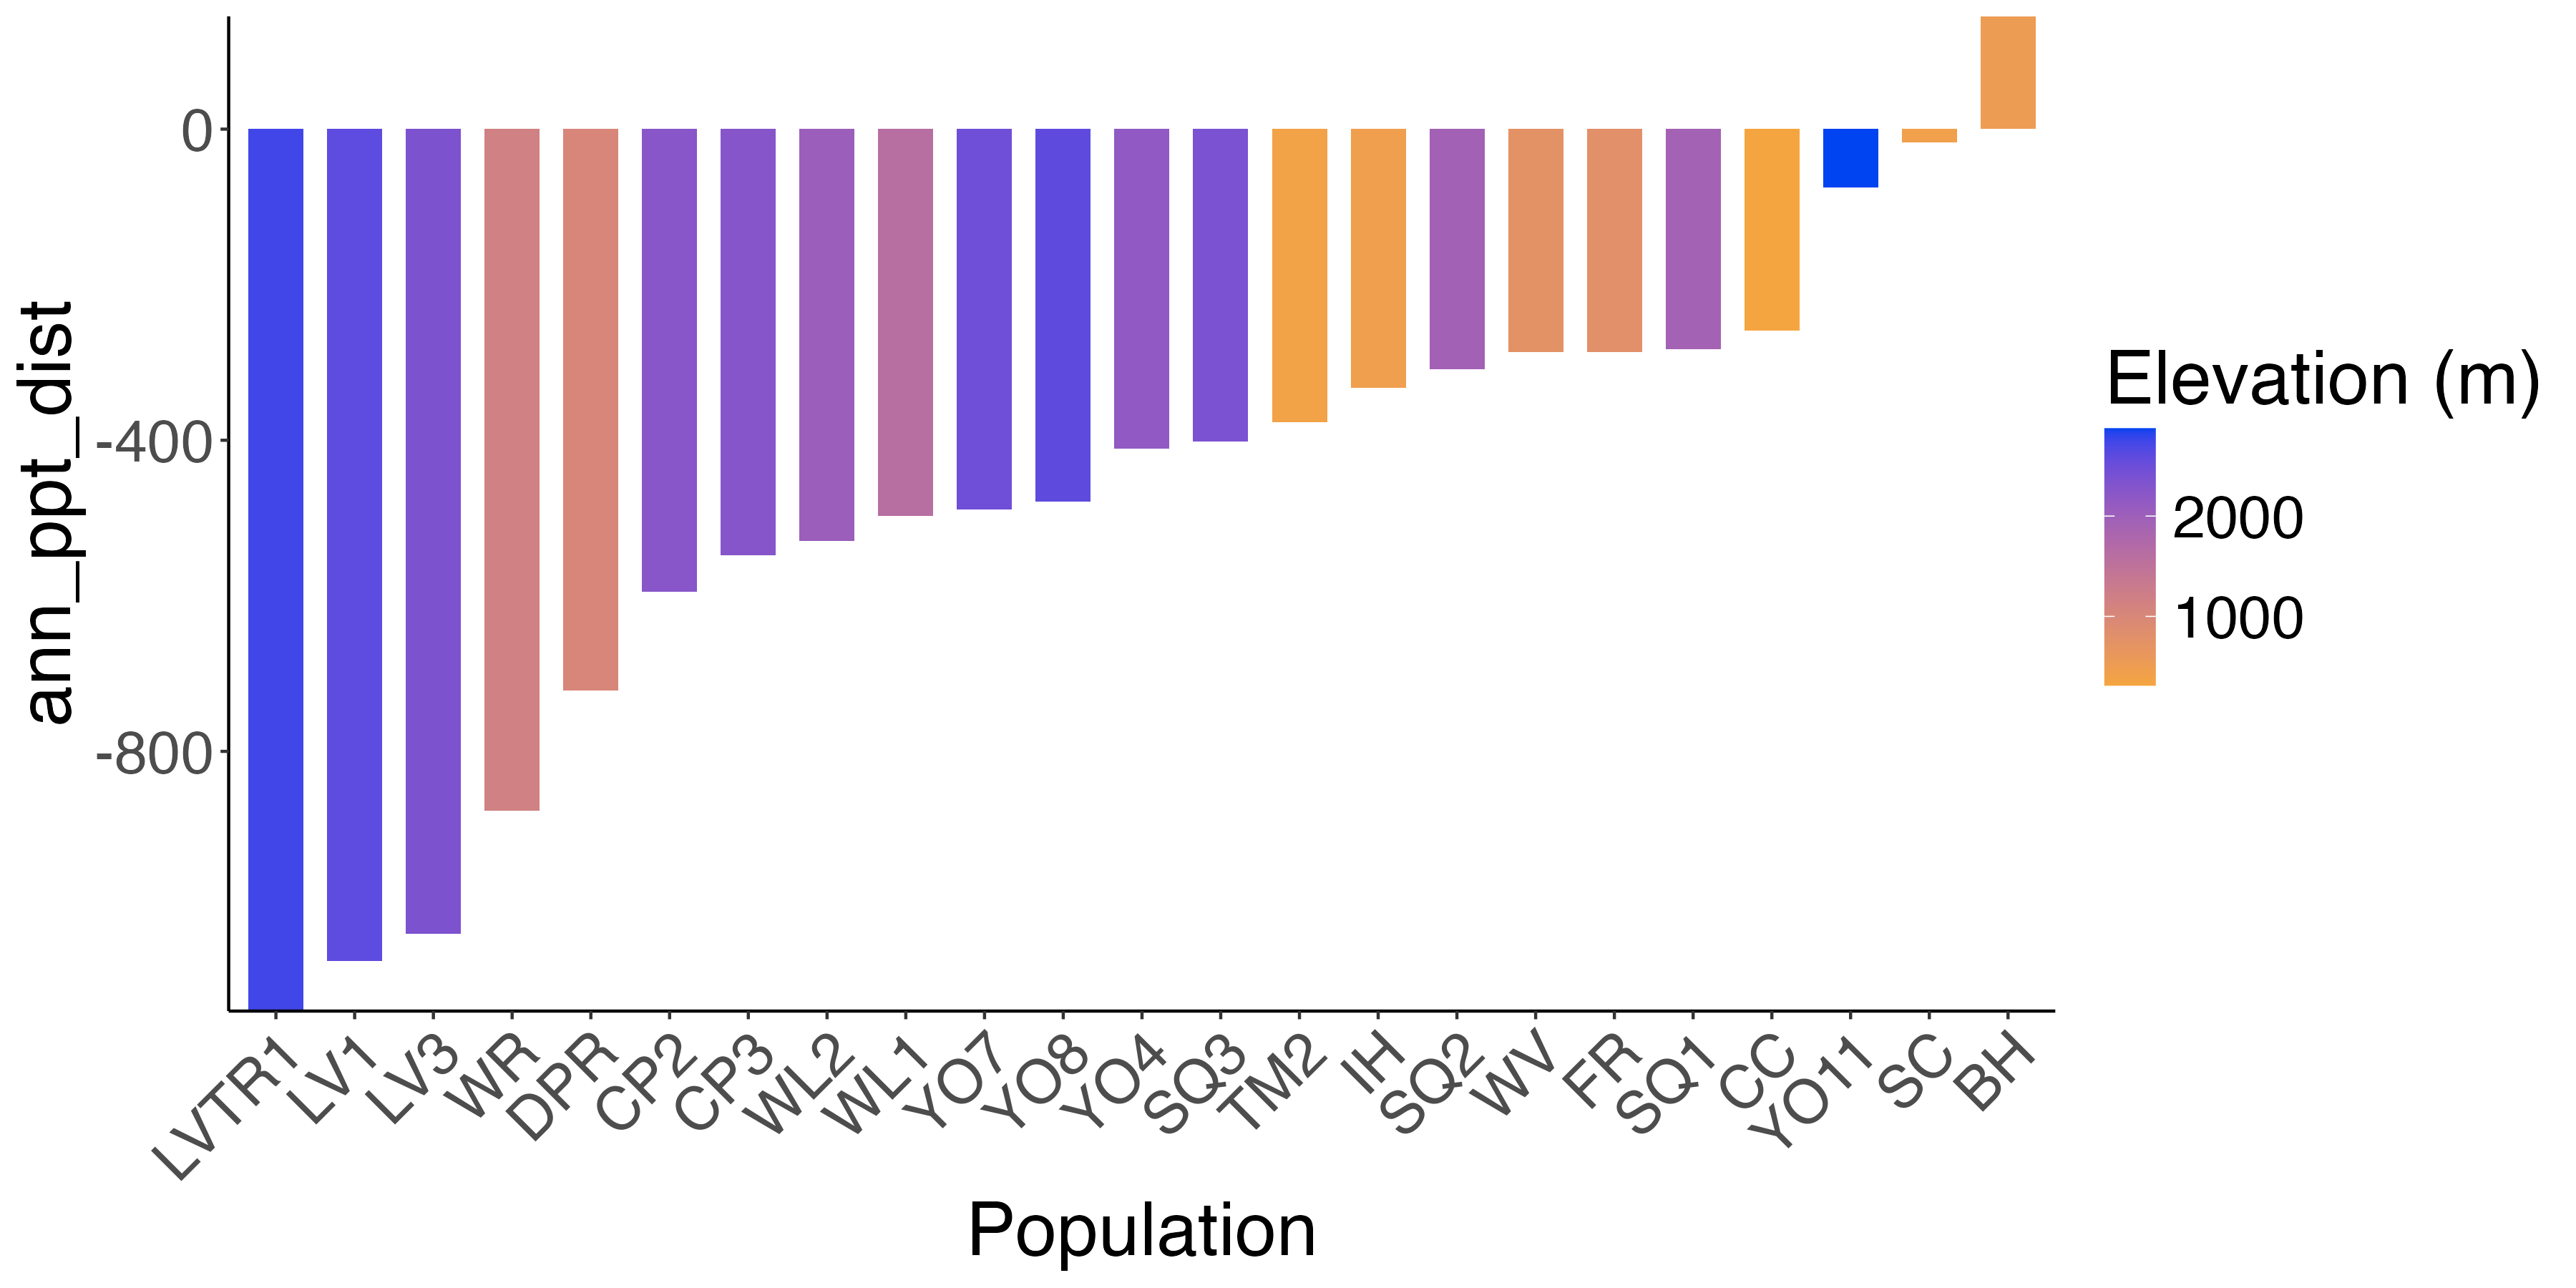 ann_ppt_dist
0
-400
-800
LVTR1
LV1
LV3
WR
DPR
CP2
CP3
WL2
WL1
YO7
YO8
YO4
SQ3
TM2
IH
SQ2
WV
FR
SQ1
CC
YO11
SC
BH
Population
Elevation (m)
2000
1000